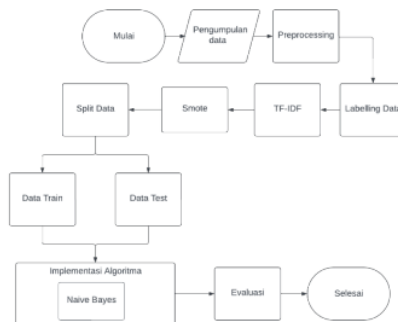 Mulai
Pengumpulan
data
Preprocessing
Labelling Data
TF-IDF
Smote
Split Data
Data Train
Data Test
Implementasi Algoritma
Naive Bayes
Evaluasi
Selesai